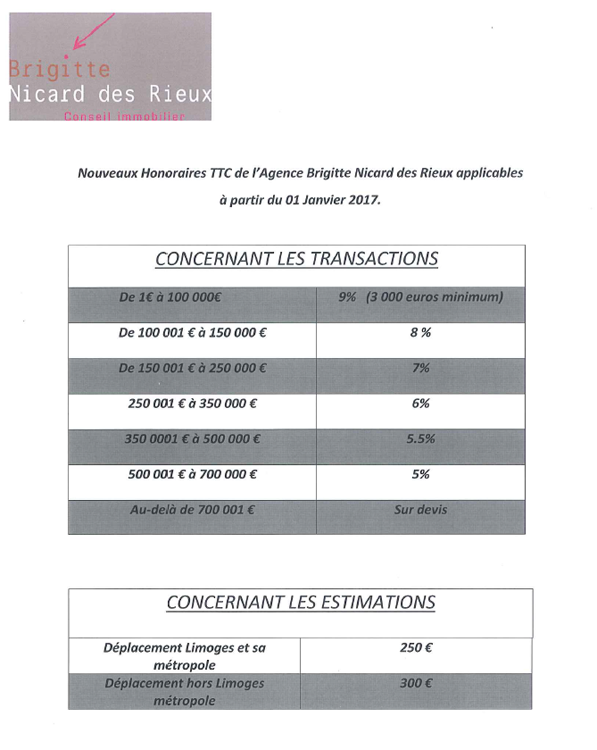 Brigitte
Nicard des Rieux
Conseil immobilier
Nouveaux Honoraires TTC de l'Agence Brigitte Nicard des Rieux applicables
à partir du 01 Janvier 2017.
CONCERNANT LES TRANSACTIONS
De 1€ à 100 000€ 9% (3 000 euros minimum)
De 100 001 € à 150 000 € 8 %
De 150 001 € à 250 000 € 7%
250 001 € à 350 000 € 6%
350 0001 € à 500 000 € 5.5%
500 001 € à 700 000 € 5%
Au-delà de 700 001 € Sur devis
CONCERNANT LES ESTIMATIONS
Déplacement Limoges et sa 250 €
métropole
Déplacement hors Limoges 300 €
métropole